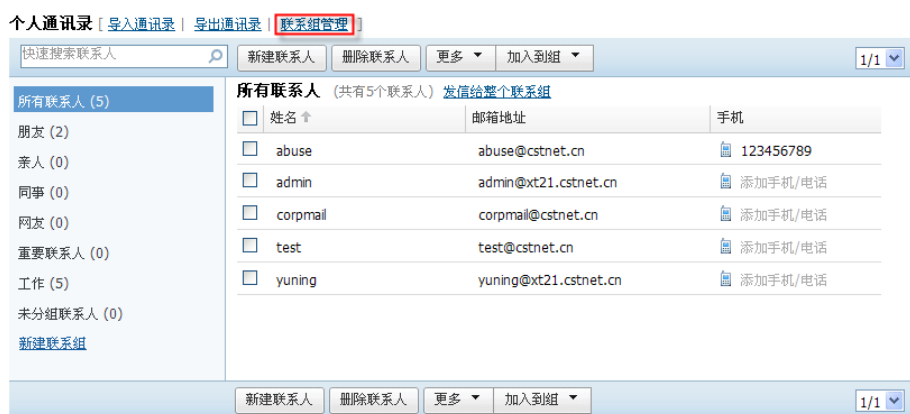 个人通讯录 [ 导入通讯录 | 导出通讯录 | 联系组管理 ]
快速搜索联系人 新建联系人 删除联系人 更多 加入到组 1/1
所有联系人 (5)
朋友 (2)
亲人 (0)
同事 (0)
网友 (0)
重要联系人 (0)
工作 (5)
未分组联系人 (0)
新建联系组
所有联系人 (共有5个联系人) 发信给整个联系组
姓名 邮箱地址 手机
abuse abuse@cstnet.cn 123456789
admin admin@xt21.cstnet.cn 添加手机/电话
corpmail corpmail@cstnet.cn 添加手机/电话
test test@cstnet.cn 添加手机/电话
yuning yuning@xt21.cstnet.cn 添加手机/电话
新建联系人 删除联系人 更多 加入到组 1/1